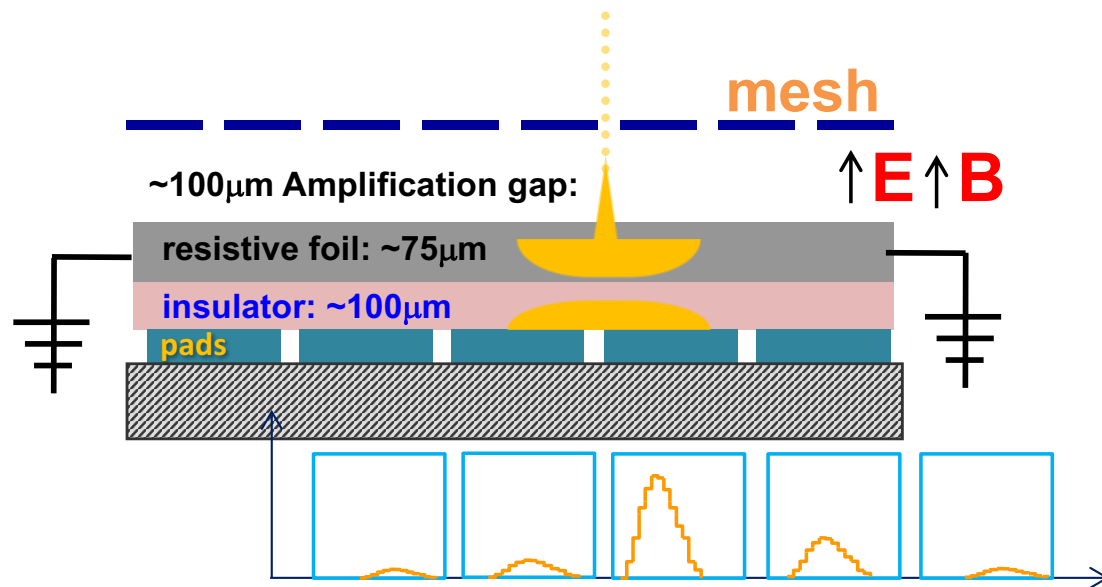 mesh
~100μm Amplification gap:
E B
resistive foil: ~75μm
insulator: ~100μm
pads